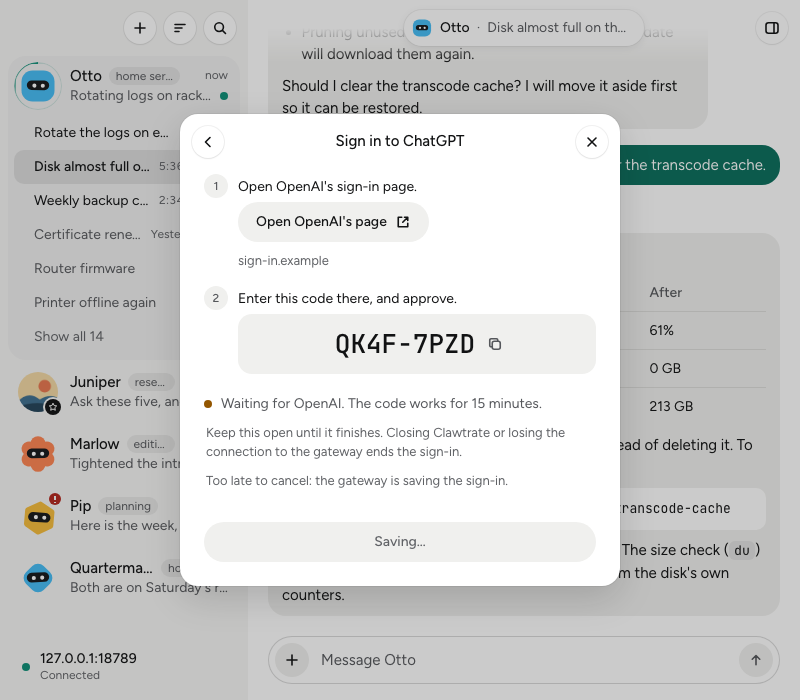 Otto · Disk almost full on th...
Pruning unused
will download them again.
Otto home ser... now
Rotating logs on rack...
Should I clear the transcode cache? I will move it aside first
so it can be restored.
Rotate the logs on e...
Disk almost full o... 5:36
the transcode cache.
Weekly backup c... 2:34
Certificate rene... Yeste
Router firmware
Printer offline again
Show all 14
Sign in to ChatGPT
1 Open OpenAI's sign-in page.
Open OpenAI's page
sign-in.example
2 Enter this code there, and approve.
QK4F-7PZD
Waiting for OpenAI. The code works for 15 minutes.
Keep this open until it finishes. Closing Clawtrate or losing the
connection to the gateway ends the sign-in.
Too late to cancel: the gateway is saving the sign-in.
Saving...
After
61%
0 GB
213 GB
ead of deleting it. To
transcode-cache
The size check (du)
m the disk's own
counters.
Juniper rese...
Ask these five, an
Marlow editi...
Tightened the intr
Pip planning
Here is the week,
Quarterma... ho
Both are on Saturday's r...
127.0.0.1:18789
Connected
Message Otto